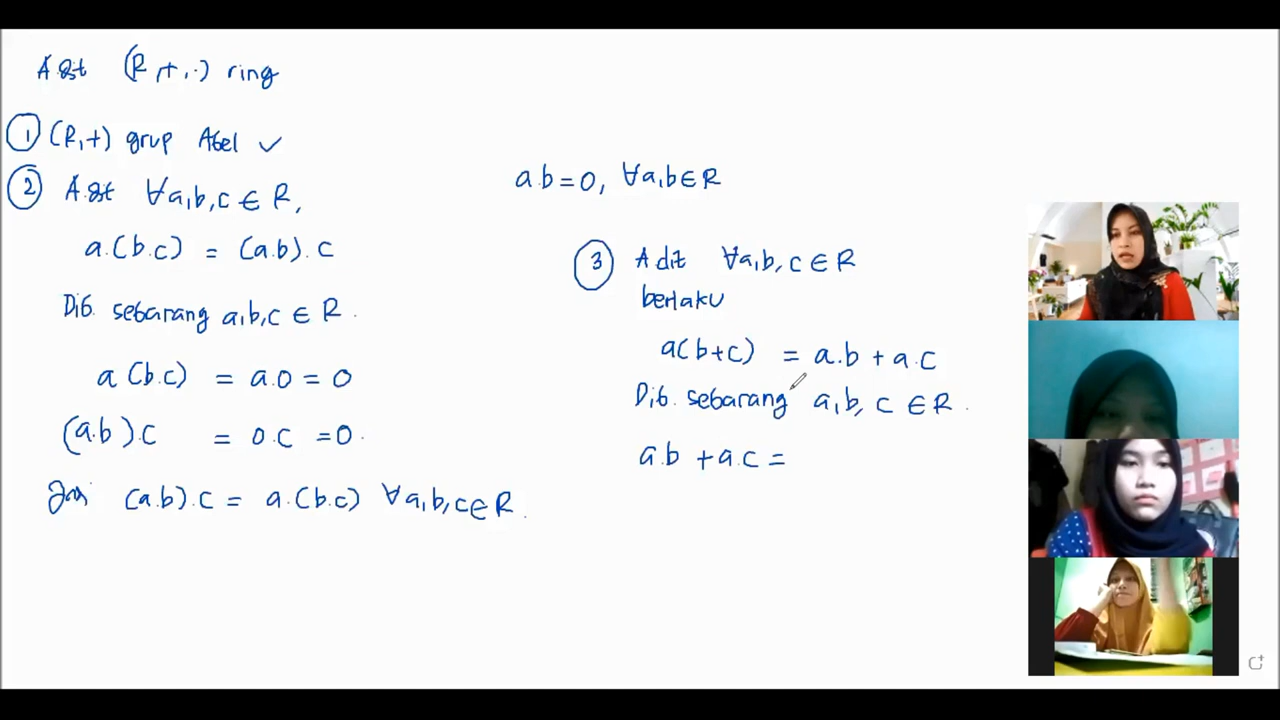 Adt (R,+,.) ring
① (R,+) grup Abel ✓
② Adt ∀a,b,c ∈ R,
a.(b.c) = (a.b).c
Dib. sebarang a,b,c ∈ R.
a(b.c) = a.0 = 0
(a.b).c = 0.c = 0.
Jadi (a.b).c = a.(b.c) ∀a,b,c ∈ R.
a.b = 0, ∀a,b ∈ R
③ Adit ∀a,b,c ∈ R
berlaku
a(b+c) = a.b + a.c
Dib. sebarang a,b,c ∈ R.
a.b + a.c =